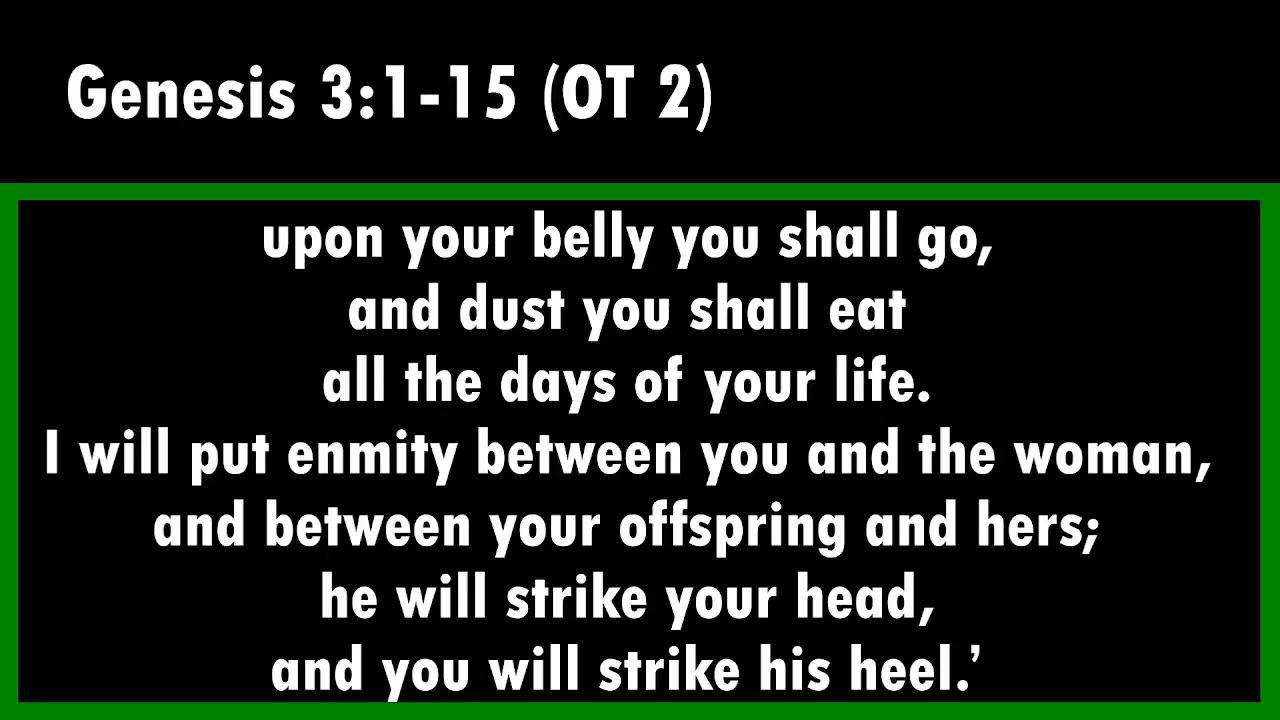 Genesis 3:1-15 (OT 2)
upon your belly you shall go,
and dust you shall eat
all the days of your life.
I will put enmity between you and the woman,
and between your offspring and hers;
he will strike your head,
and you will strike his heel.’